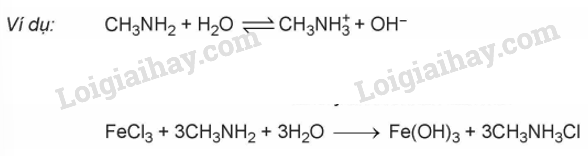 Ví dụ: CH₃NH₂ + H₂O ⇌ CH₃NH₃⁺ + OH⁻
Loigiaihay.com
Loigiaihay.com
FeCl₃ + 3CH₃NH₂ + 3H₂O ⟶ Fe(OH)₃ + 3CH₃NH₃Cl